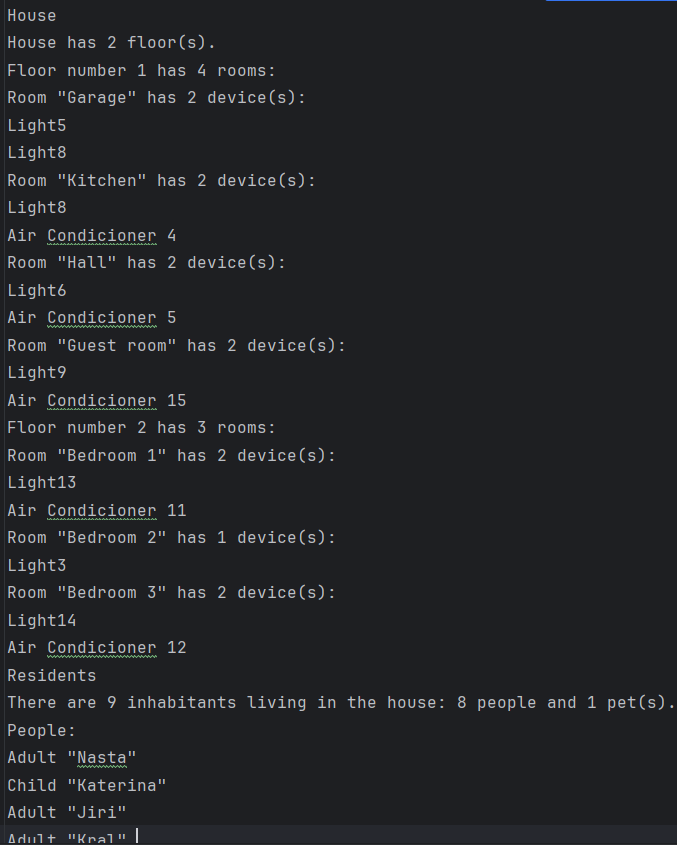 House
House has 2 floor(s).
Floor number 1 has 4 rooms:
Room "Garage" has 2 device(s):
Light5
Light8
Room "Kitchen" has 2 device(s):
Light8
Air Condicioner 4
Room "Hall" has 2 device(s):
Light6
Air Condicioner 5
Room "Guest room" has 2 device(s):
Light9
Air Condicioner 15
Floor number 2 has 3 rooms:
Room "Bedroom 1" has 2 device(s):
Light13
Air Condicioner 11
Room "Bedroom 2" has 1 device(s):
Light3
Room "Bedroom 3" has 2 device(s):
Light14
Air Condicioner 12
Residents
There are 9 inhabitants living in the house: 8 people and 1 pet(s).
People:
Adult "Nasta"
Child "Katerina"
Adult "Jiri"
Adult "Kral"